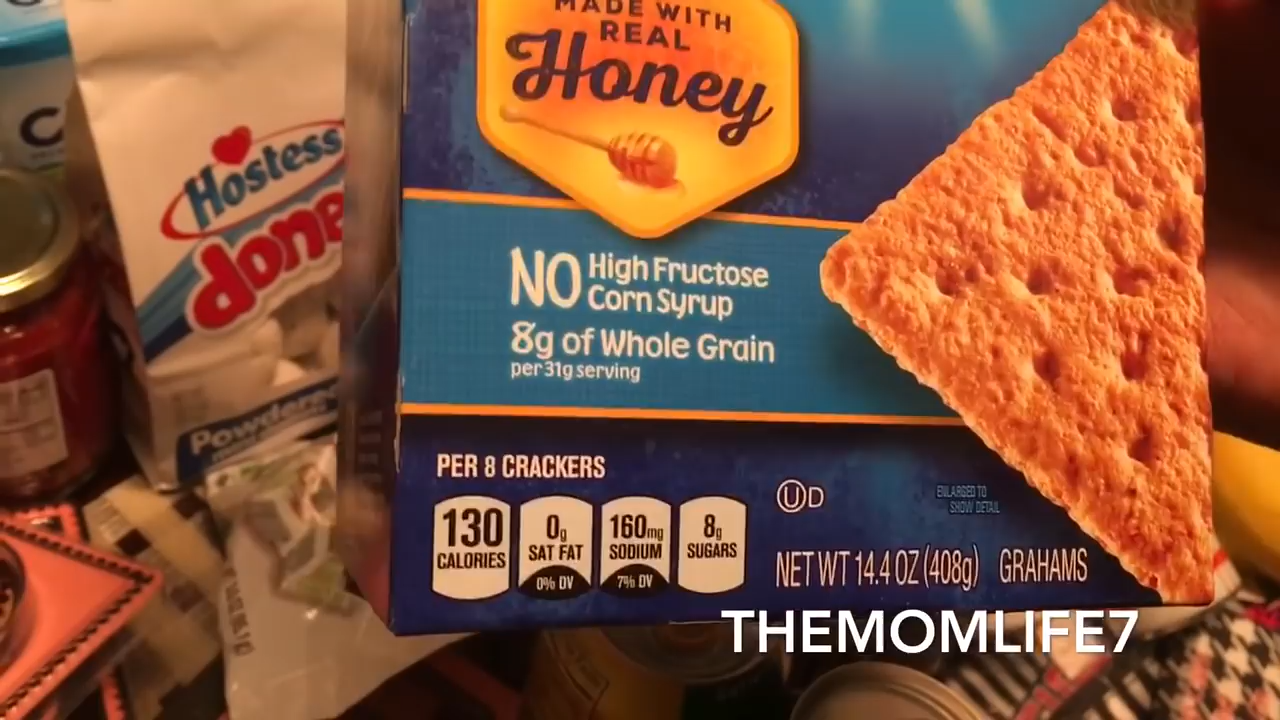 MADE WITH
REAL
Honey
Hostess
C
NO High Fructose
Corn Syrup
8g of Whole Grain
per 31g serving
PER 8 CRACKERS
130 CALORIES
0g SAT FAT 0% DV
160mg SODIUM 7% DV
8g SUGARS
UD
ENLARGED TO
SHOW DETAIL
NET WT 14.4 OZ (408g) GRAHAMS
THEMOMLIFE7